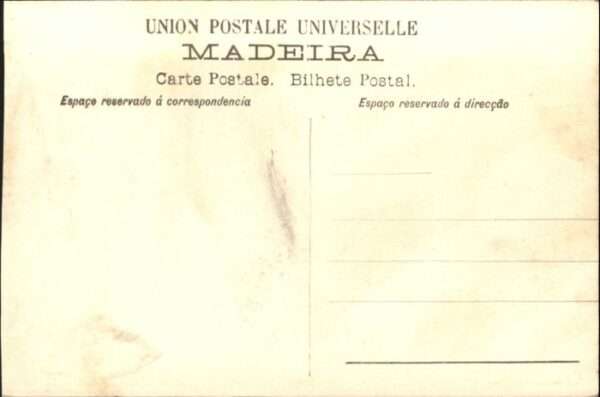 UNION POSTALE UNIVERSELLE
MADEIRA
Carte Postale. Bilhete Postal.
Espaço reservado á correspondencia
Espaço reservado á direcção